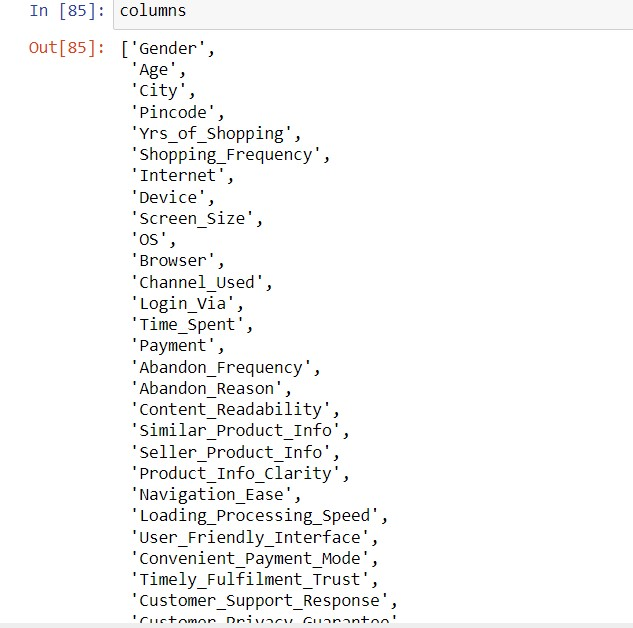 In [85]: columns
Out[85]: ['Gender',
'Age',
'City',
'Pincode',
'Yrs_of_Shopping',
'Shopping_Frequency',
'Internet',
'Device',
'Screen_Size',
'OS',
'Browser',
'Channel_Used',
'Login_Via',
'Time_Spent',
'Payment',
'Abandon_Frequency',
'Abandon_Reason',
'Content_Readability',
'Similar_Product_Info',
'Seller_Product_Info',
'Product_Info_Clarity',
'Navigation_Ease',
'Loading_Processing_Speed',
'User_Friendly_Interface',
'Convenient_Payment_Mode',
'Timely_Fulfilment_Trust',
'Customer_Support_Response',
'Customer_Privacy_Guarantee'